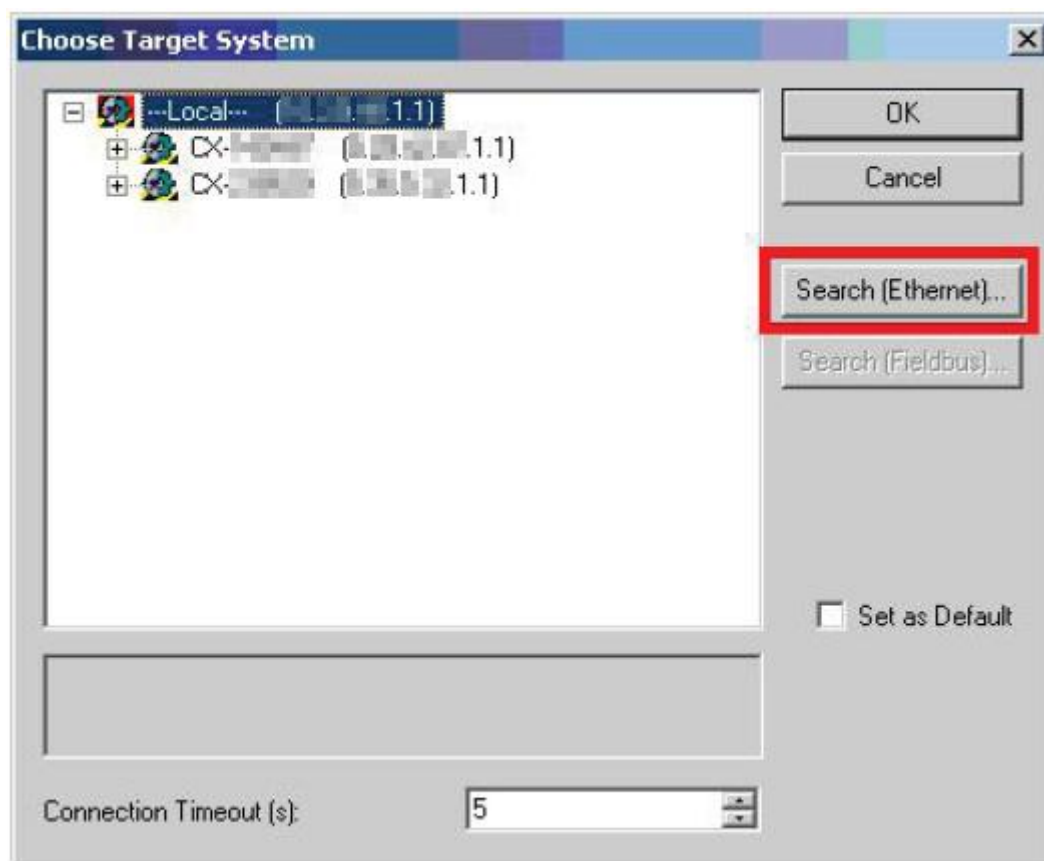 Choose Target System
---Local--- ( .1.1)
CX- ( .1.1)
CX- ( .1.1)
OK
Cancel
Search (Ethernet)...
Search (Fieldbus)...
Set as Default
Connection Timeout (s):
5